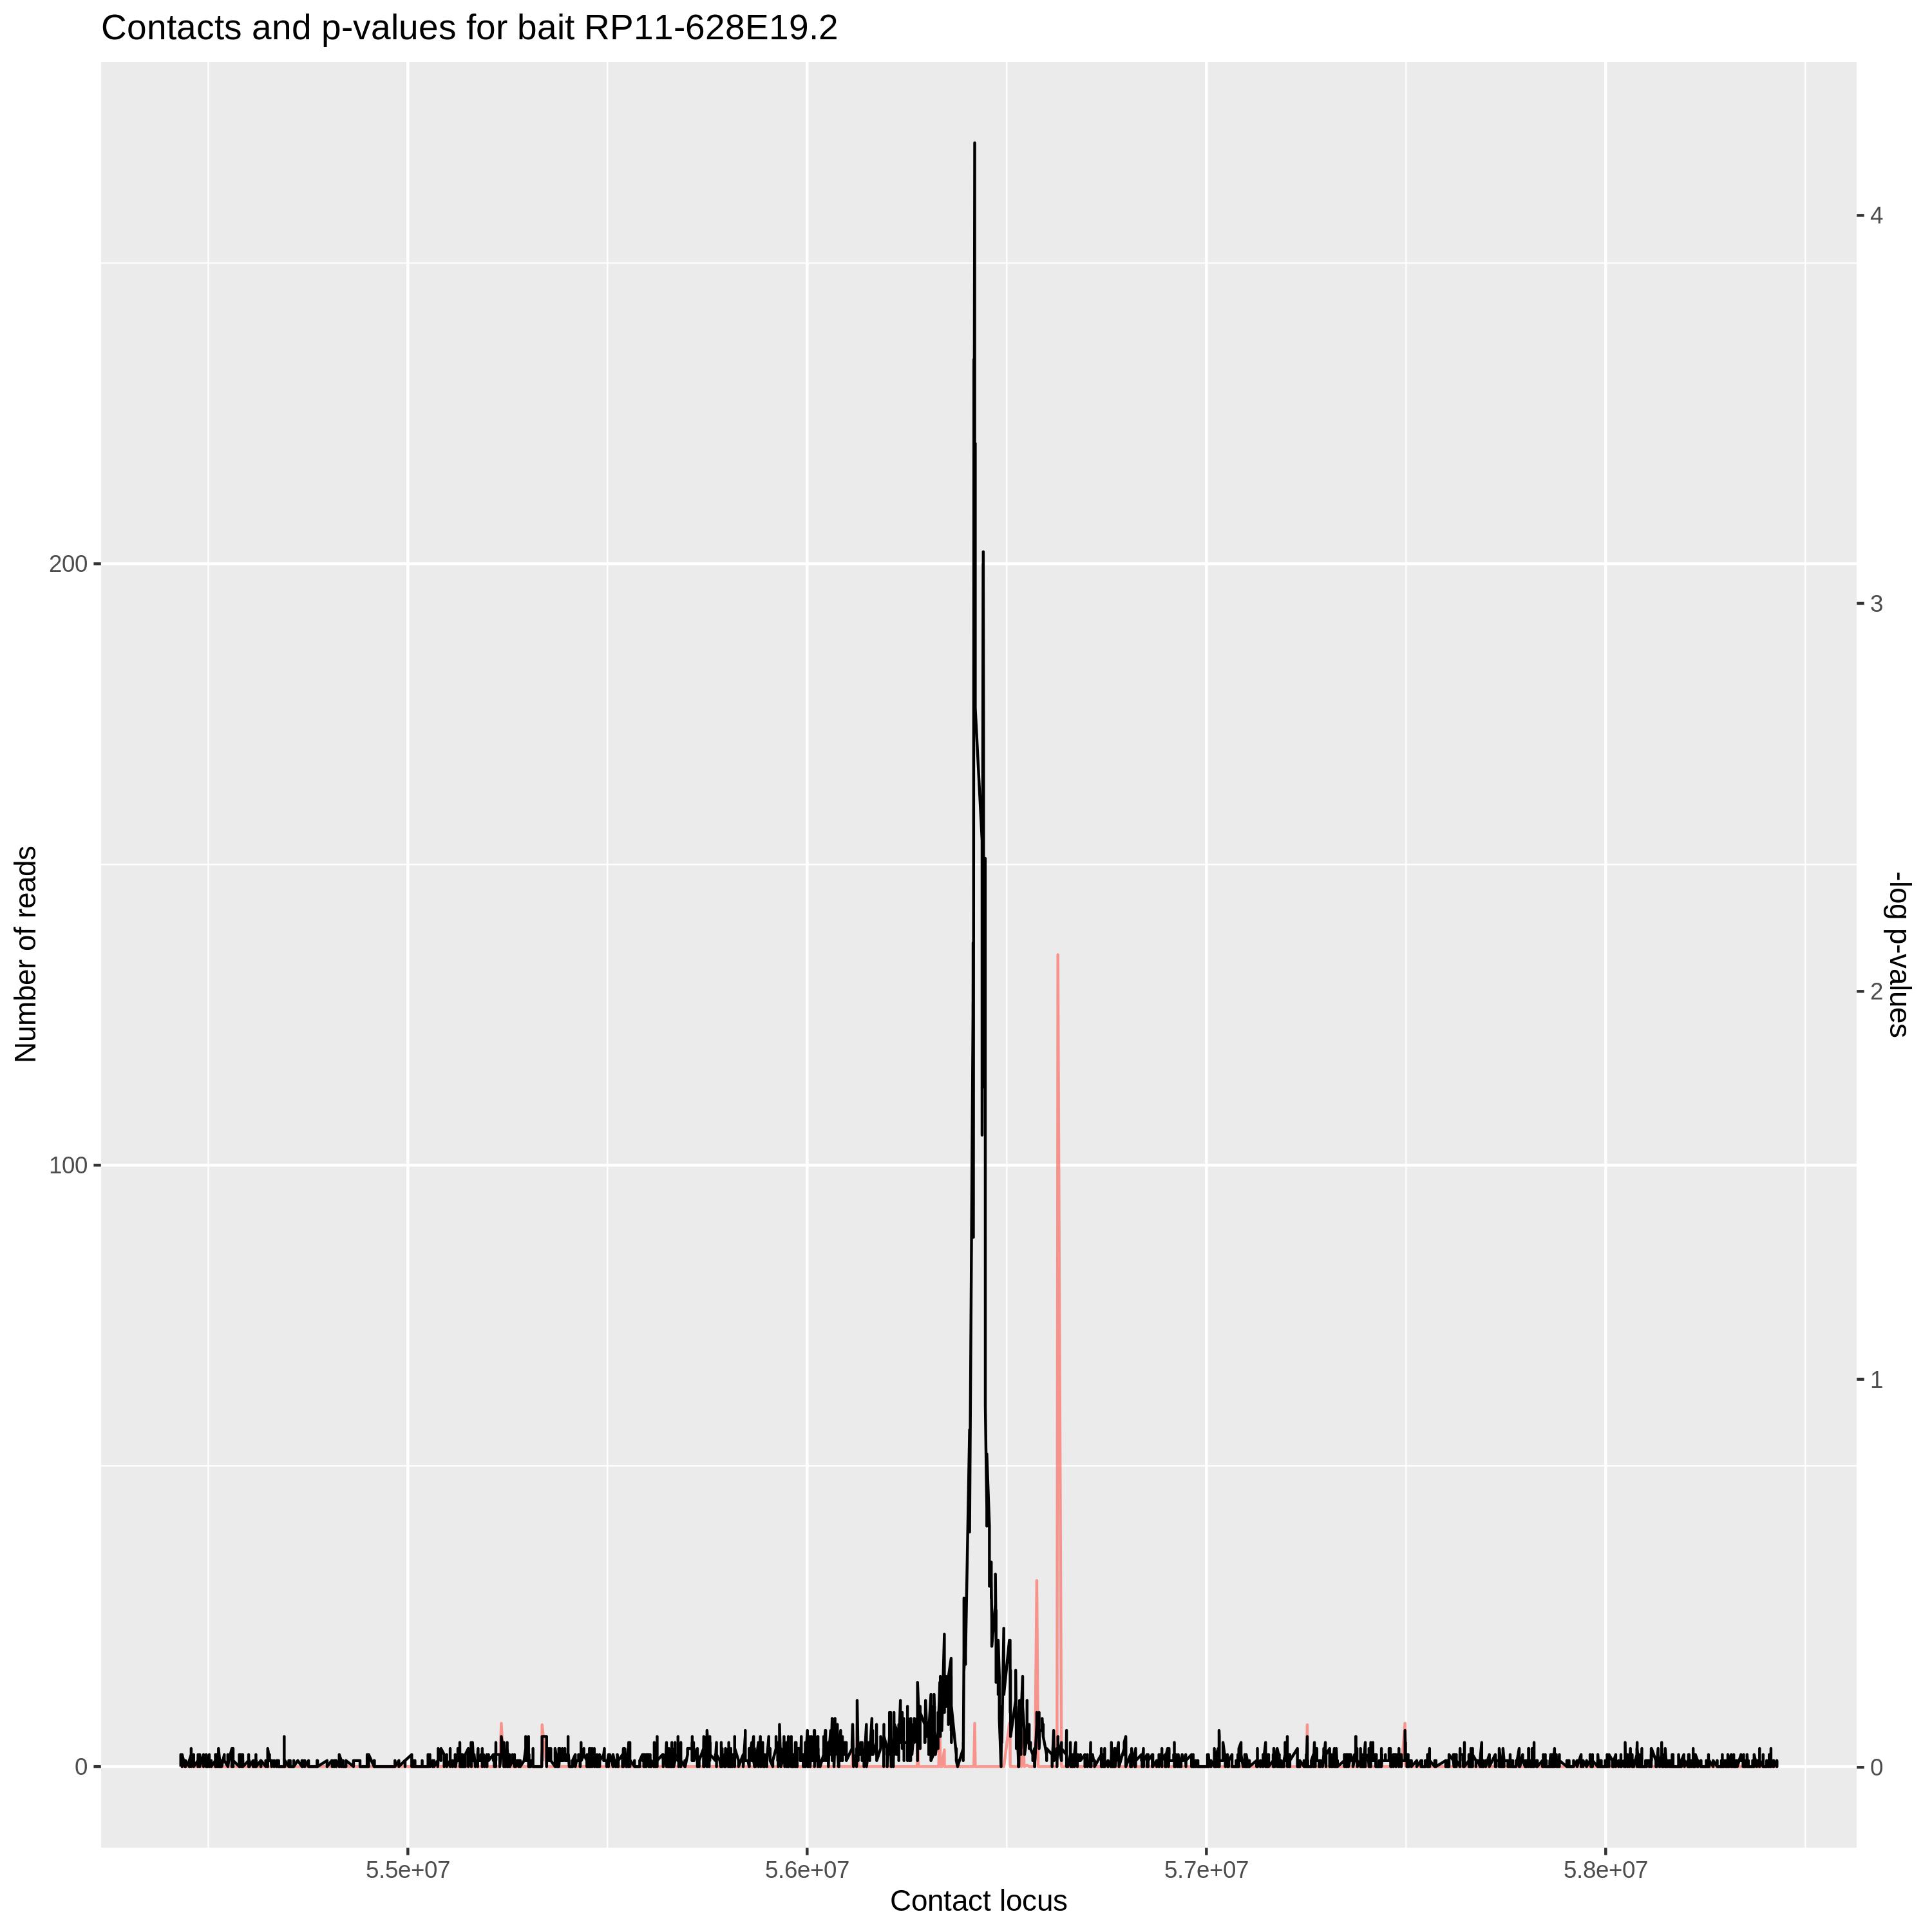 Contacts and p-values for bait RP11-628E19.2
Number of reads
200
100
0
4
3
2
1
0
-log p-values
5.5e+07
5.6e+07
5.7e+07
5.8e+07
Contact locus